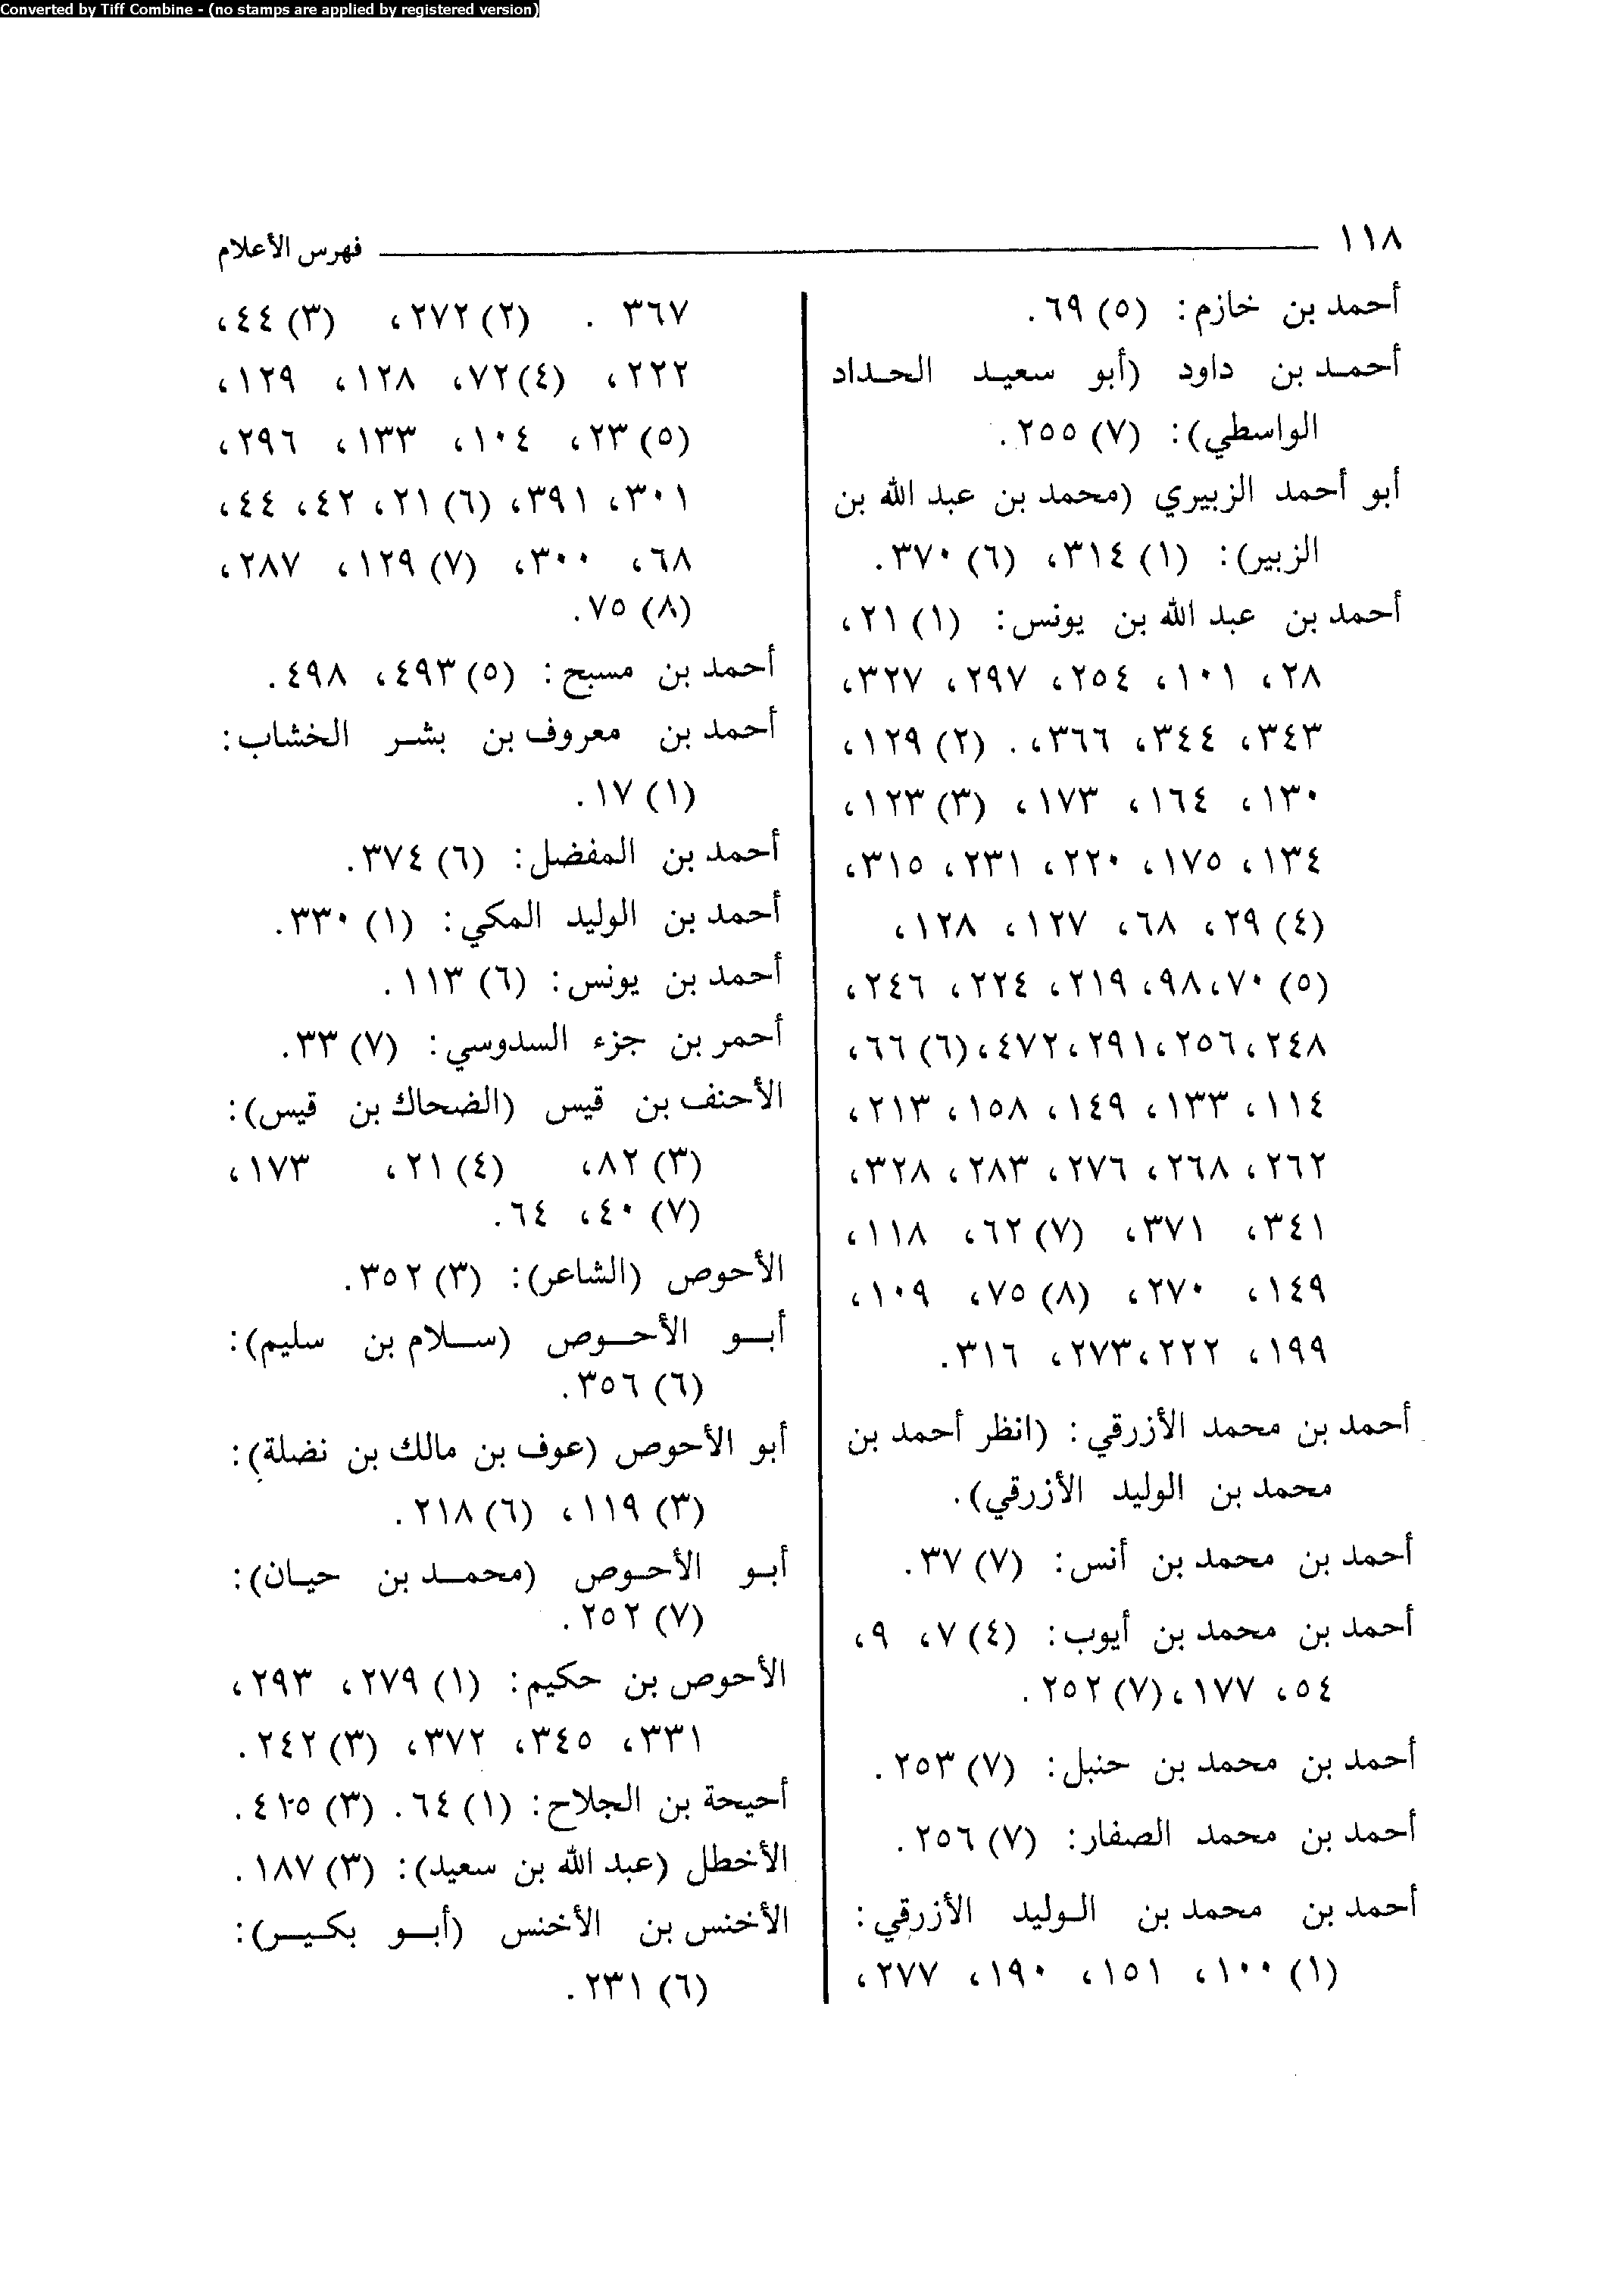 Converted by Tiff Combine - (no stamps are applied by registered version)
١١٨ فهرس الأعلام
أحمد بن خازم: (٥) ٦٩.
أحمد بن داود (أبو سعيد الحداد
الواسطي): (٧) ٢٥٥.
أبو أحمد الزبيري (محمد بن عبد الله بن
الزبير): (١) ٣١٤، (٦) ٣٧٠.
أحمد بن عبد الله بن يونس: (١) ٢١،
٢٨، ١٠١، ٢٥٤، ٢٩٧، ٣٢٧،
٣٤٣، ٣٤٤، ٣٦٦،. (٢) ١٢٩،
١٣٠، ١٦٤، ١٧٣، (٣) ١٢٣،
١٣٤، ١٧٥، ٢٢٠، ٢٣١، ٣١٥،
(٤) ٢٩، ٦٨، ١٢٧، ١٢٨،
(٥) ٧٠، ٩٨، ٢١٩، ٢٢٤، ٢٤٦،
٢٤٨، ٢٥٦، ٢٩١، ٤٧٢، (٦) ٦٦،
١١٤، ١٣٣، ١٤٩، ١٥٨، ٢١٣،
٢٦٢، ٢٦٨، ٢٧٦، ٢٨٣، ٣٢٨،
٣٤١، ٣٧١، (٧) ٦٢، ١١٨،
١٤٩، ٢٧٠، (٨) ٧٥، ١٠٩،
١٩٩، ٢٢٢، ٢٧٣، ٣١٦.
أحمد بن محمد الأزرقي: (انظر أحمد بن
محمد بن الوليد الأزرقي).
أحمد بن محمد بن أنس: (٧) ٣٧.
أحمد بن محمد بن أيوب: (٤) ٧، ٩،
٥٤، ١٧٧، (٧) ٢٥٢.
أحمد بن محمد بن حنبل: (٧) ٢٥٣.
أحمد بن محمد الصفار: (٧) ٢٥٦.
أحمد بن محمد بن الوليد الأزرقي:
(١) ١٠٠، ١٥١، ١٩٠، ٢٧٧،
٣٦٧ . (٢) ٢٧٢، (٣) ٤٤،
٢٢٢، (٤) ٧٢، ١٢٨، ١٢٩،
(٥) ٢٣، ١٠٤، ١٣٣، ٢٩٦،
٣٠١، ٣٩١، (٦) ٢١، ٤٢، ٤٤،
٦٨، ٣٠٠، (٧) ١٢٩، ٢٨٧،
(٨) ٧٥.
أحمد بن مسبح: (٥) ٤٩٣، ٤٩٨.
أحمد بن معروف بن بشر الخشاب:
(١) ١٧.
أحمد بن المفضل: (٦) ٣٧٤.
أحمد بن الوليد المكي: (١) ٣٣٠.
أحمد بن يونس: (٦) ١١٣.
أحمر بن جزء السدوسي: (٧) ٣٣.
الأحنف بن قيس (الضحاك بن قيس):
(٣) ٨٢، (٤) ٢١، ١٧٣،
(٧) ٤٠، ٦٤.
الأحوص (الشاعر): (٣) ٣٥٢.
أبو الأحوص (سلام بن سليم):
(٦) ٣٥٦.
أبو الأحوص (عوف بن مالك بن نضلة):
(٣) ١١٩، (٦) ٢١٨.
أبو الأحوص (محمد بن حيان):
(٧) ٢٥٢.
الأحوص بن حكيم: (١) ٢٧٩، ٢٩٣،
٣٣١، ٣٤٥، ٣٧٢، (٣) ٢٤٢.
أحيحة بن الجلاح: (١) ٦٤. (٣)
الأخطل (عبد الله بن سعيد): (٣) ١٨٧.
الأخنس بن الأخنس (أبو بكير):
(٦) ٢٣١.